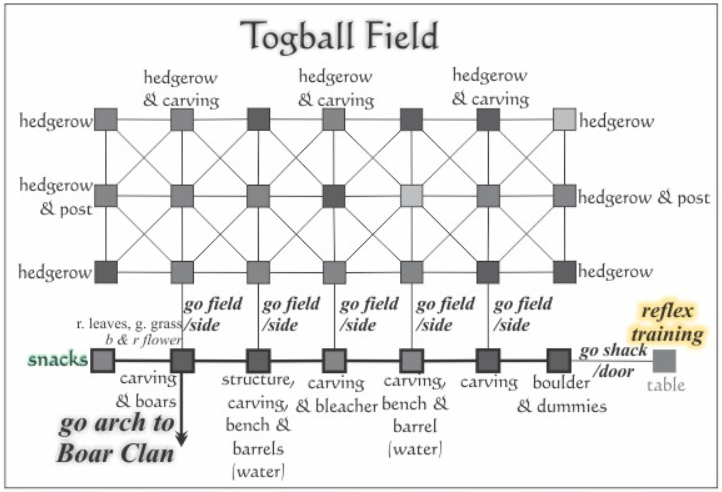 Togball Field
hedgerow
& carving
hedgerow
& carving
hedgerow
& carving
hedgerow
hedgerow
hedgerow
& post
hedgerow & post
hedgerow
hedgerow
go field
/side
go field
/side
go field
/side
go field
/side
go field
/side
r. leaves, g. grass
b & r flower
reflex
training
snacks
go shack
/door
table
carving
& boars
structure,
carving,
bench &
barrels
(water)
carving
& bleacher
carving,
bench &
barrel
(water)
carving
boulder
& dummies
go arch to
Boar Clan